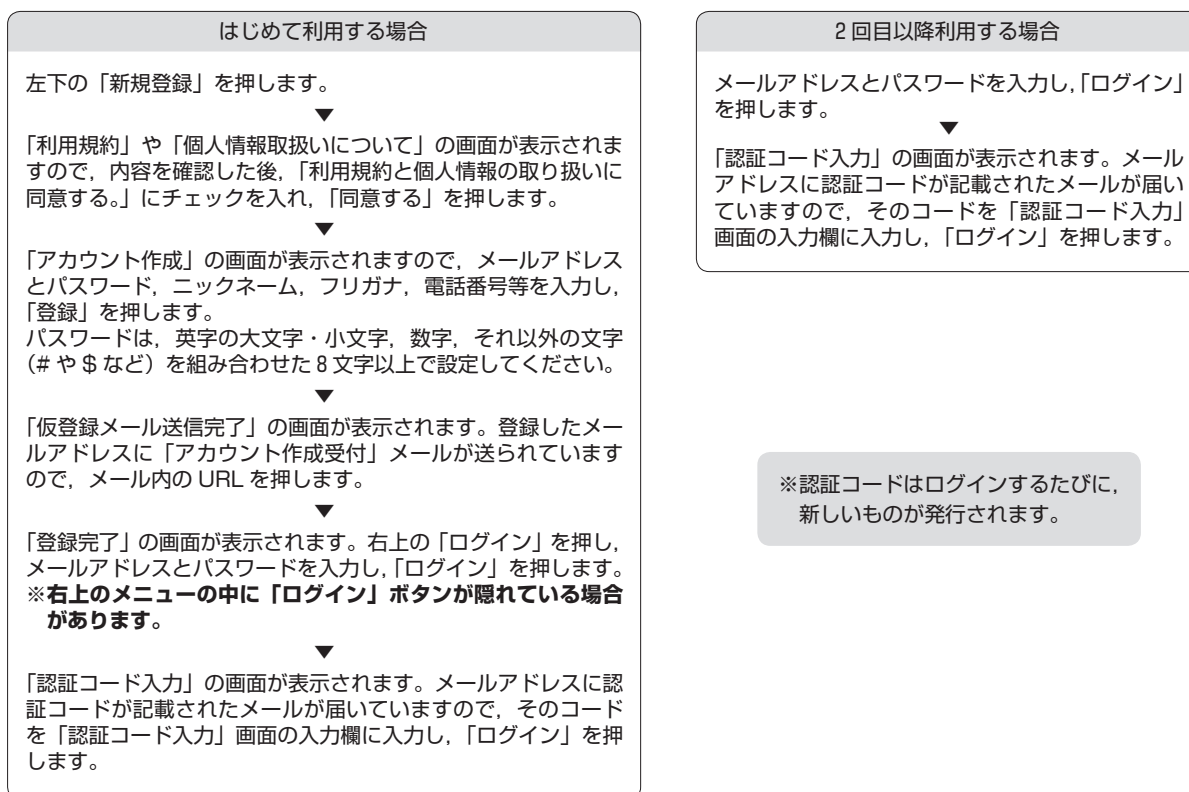 はじめて利用する場合
左下の「新規登録」を押します。
▼
「利用規約」や「個人情報取扱いについて」の画面が表示されま
すので，内容を確認した後，「利用規約と個人情報の取り扱いに
同意する。」にチェックを入れ，「同意する」を押します。
▼
「アカウント作成」の画面が表示されますので，メールアドレス
とパスワード，ニックネーム，フリガナ，電話番号等を入力し，
「登録」を押します。
パスワードは，英字の大文字・小文字，数字，それ以外の文字
（# や $ など）を組み合わせた 8 文字以上で設定してください。
▼
「仮登録メール送信完了」の画面が表示されます。登録したメー
ルアドレスに「アカウント作成受付」メールが送られています
ので，メール内の URL を押します。
▼
「登録完了」の画面が表示されます。右上の「ログイン」を押し，
メールアドレスとパスワードを入力し，「ログイン」を押します。
※右上のメニューの中に「ログイン」ボタンが隠れている場合
があります。
▼
「認証コード入力」の画面が表示されます。メールアドレスに認
証コードが記載されたメールが届いていますので，そのコード
を「認証コード入力」画面の入力欄に入力し，「ログイン」を押
します。
2 回目以降利用する場合
メールアドレスとパスワードを入力し，「ログイン」
を押します。
▼
「認証コード入力」の画面が表示されます。メール
アドレスに認証コードが記載されたメールが届い
ていますので，そのコードを「認証コード入力」
画面の入力欄に入力し，「ログイン」を押します。
※認証コードはログインするたびに，
新しいものが発行されます。